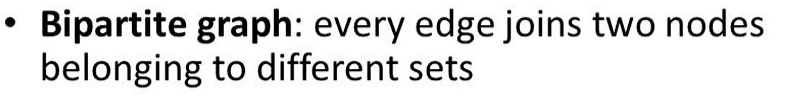 • Bipartite graph: every edge joins two nodes
belonging to different sets